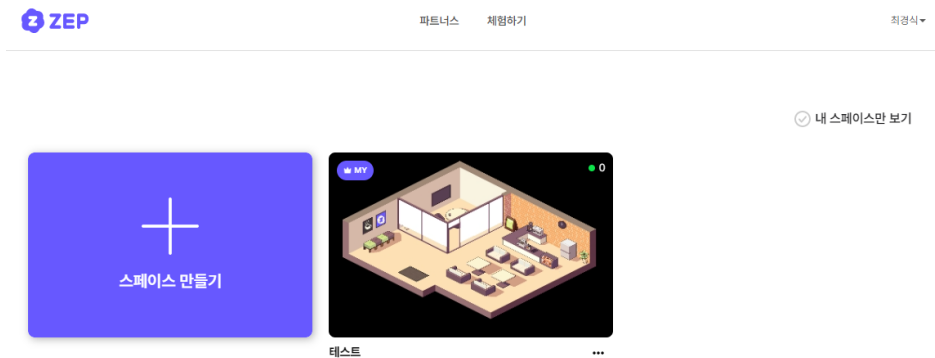 ZEP
파트너스 체험하기 최경식
내 스페이스만 보기
MY 0
스페이스 만들기
테스트